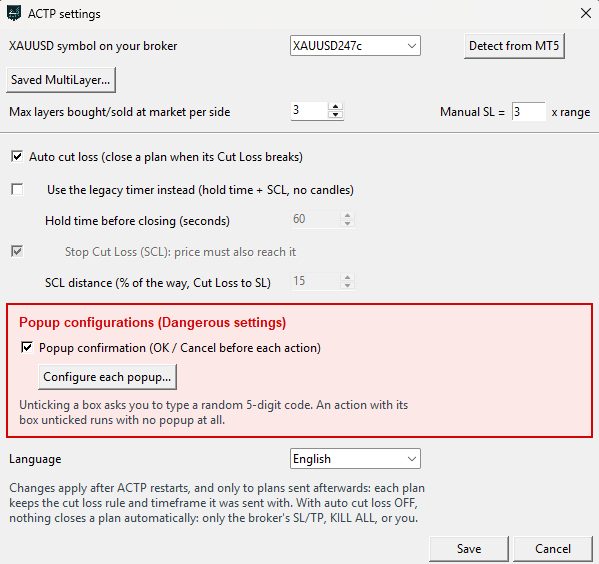 ACTP settings
XAUUSD symbol on your broker
XAUUSD247c
Detect from MT5
Saved MultiLayer...
Max layers bought/sold at market per side
3
Manual SL =
3
x range
Auto cut loss (close a plan when its Cut Loss breaks)
Use the legacy timer instead (hold time + SCL, no candles)
Hold time before closing (seconds)
60
Stop Cut Loss (SCL): price must also reach it
SCL distance (% of the way, Cut Loss to SL)
15
Popup configurations (Dangerous settings)
Popup confirmation (OK / Cancel before each action)
Configure each popup...
Unticking a box asks you to type a random 5-digit code. An action with its
box unticked runs with no popup at all.
Language
English
Changes apply after ACTP restarts, and only to plans sent afterwards: each plan
keeps the cut loss rule and timeframe it was sent with. With auto cut loss OFF,
nothing closes a plan automatically: only the broker's SL/TP, KILL ALL, or you.
Save
Cancel